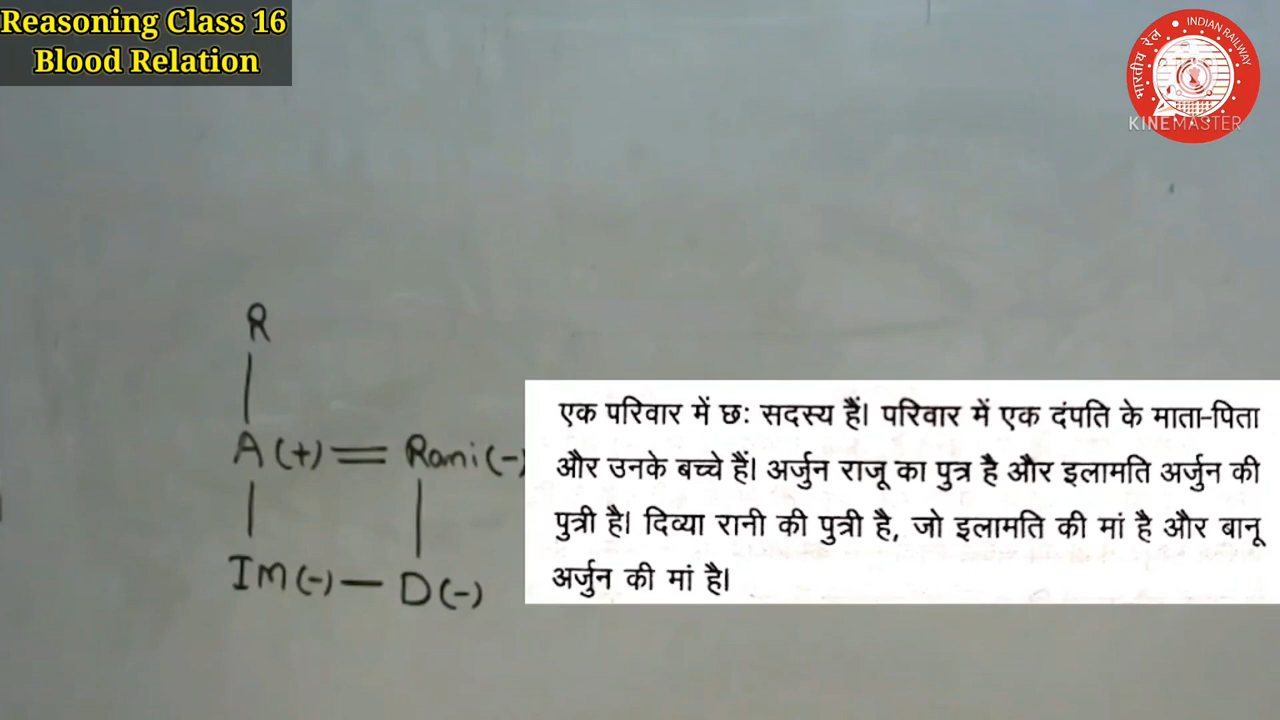 Reasoning Class 16
Blood Relation
भारतीय रेल
INDIAN RAILWAY
KINEMASTER
R
A (+) = Rani (-)
IM (-) - D (-)
एक परिवार में छः सदस्य हैं। परिवार में एक दंपति के माता-पिता
और उनके बच्चे हैं। अर्जुन राजू का पुत्र है और इलामति अर्जुन की
पुत्री है। दिव्या रानी की पुत्री है, जो इलामति की मां है और बानू
अर्जुन की मां है।